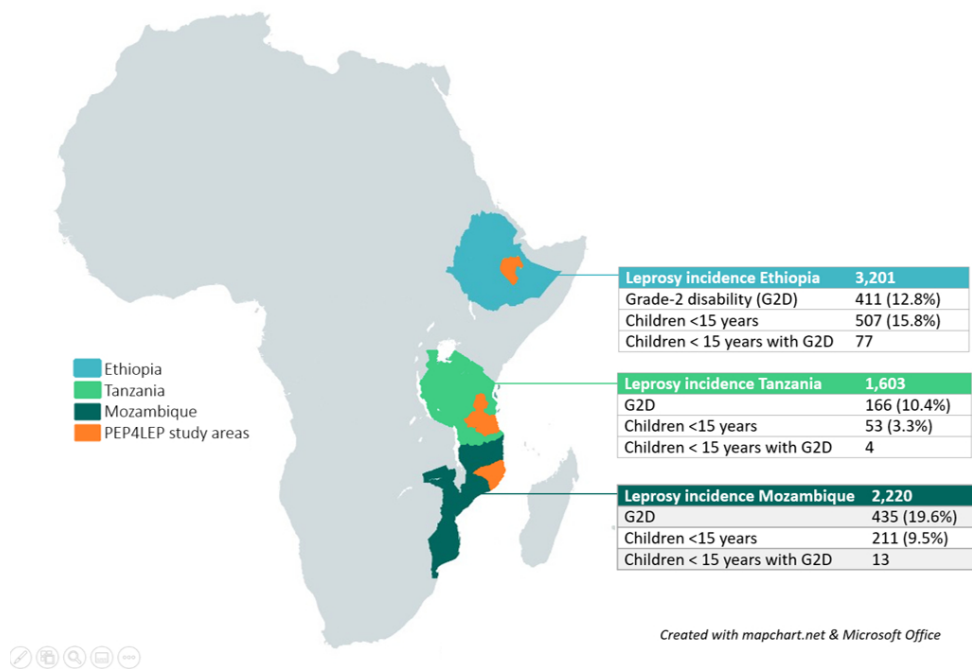 Leprosy incidence Ethiopia 3,201
Grade-2 disability (G2D) 411 (12.8%)
Children <15 years 507 (15.8%)
Children < 15 years with G2D 77
Ethiopia
Tanzania
Mozambique
PEP4LEP study areas
Leprosy incidence Tanzania 1,603
G2D 166 (10.4%)
Children <15 years 53 (3.3%)
Children < 15 years with G2D 4
Leprosy incidence Mozambique 2,220
G2D 435 (19.6%)
Children <15 years 211 (9.5%)
Children < 15 years with G2D 13
Created with mapchart.net & Microsoft Office